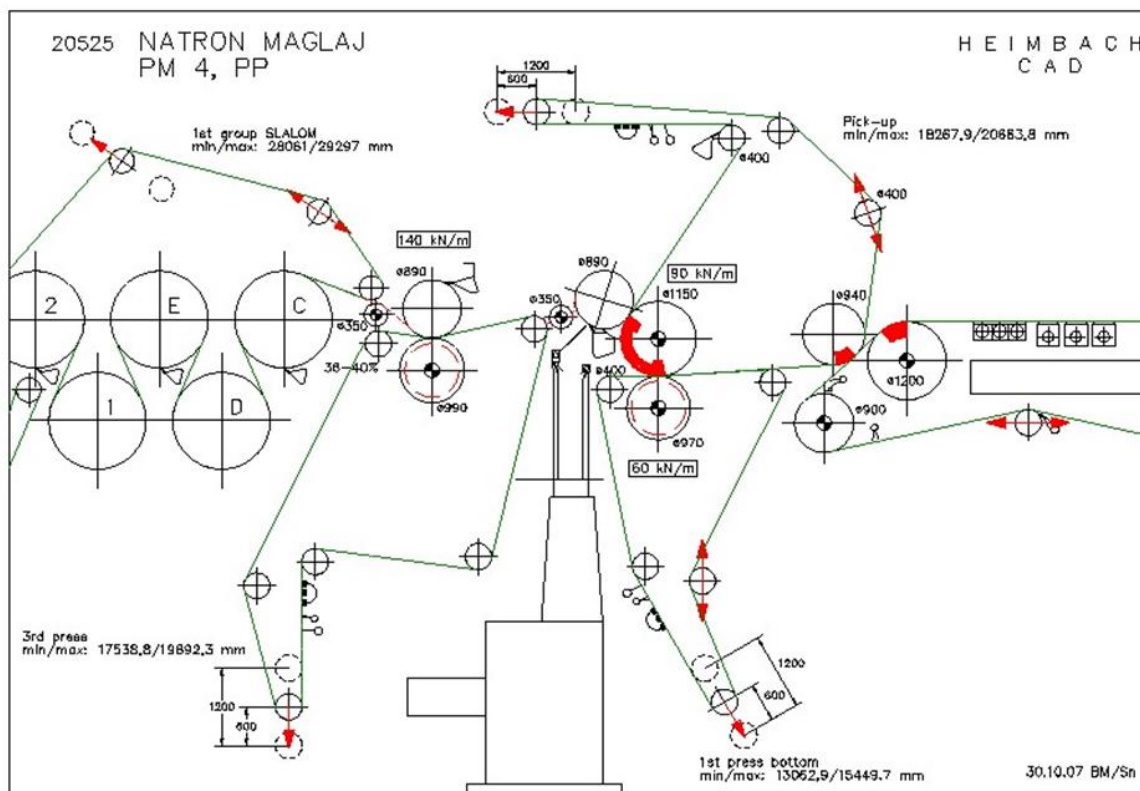 20525 NATRON MAGLAJ
PM 4, PP
HEIMBACH
CAD
1200
600
1st group SLALOM
min/max: 28061/29297 mm
Pick-up
min/max: 18267,9/20683,8 mm
ø400
ø400
140 kN/m
ø890
ø890
90 kN/m
ø1150
ø940
2
E
C
ø350
ø350
38-40%
ø400
ø1200
1
D
ø990
ø970
ø900
60 kN/m
3rd press
min/max: 17538,8/19892,3 mm
1200
600
1200
600
1st press bottom
min/max: 13062,9/15449,7 mm
30.10.07 BM/Sn